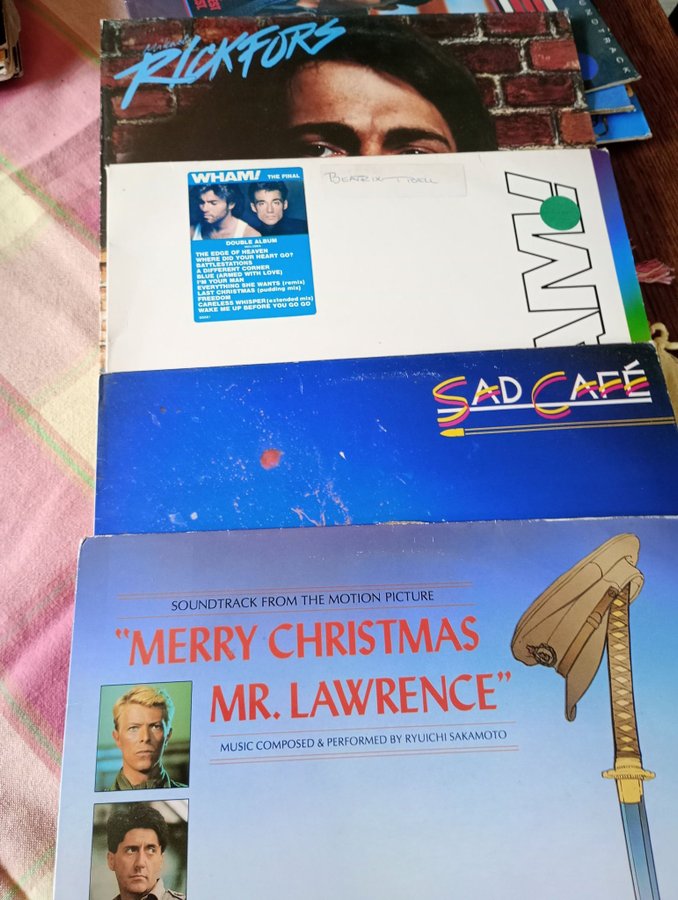 RICKFORS
WHAM! THE FINAL
DOUBLE ALBUM
THE EDGE OF HEAVEN
WHERE DID YOUR HEART GO?
BATTLESTATIONS
A DIFFERENT CORNER
BLUE (ARMED WITH LOVE)
I'M YOUR MAN
EVERYTHING SHE WANTS (remix)
LAST CHRISTMAS (pudding mix)
FREEDOM
CARELESS WHISPER (extended mix)
WAKE ME UP BEFORE YOU GO GO
BEATRIX
SAD CAFÉ
SOUNDTRACK FROM THE MOTION PICTURE
"MERRY CHRISTMAS
MR. LAWRENCE"
MUSIC COMPOSED & PERFORMED BY RYUICHI SAKAMOTO